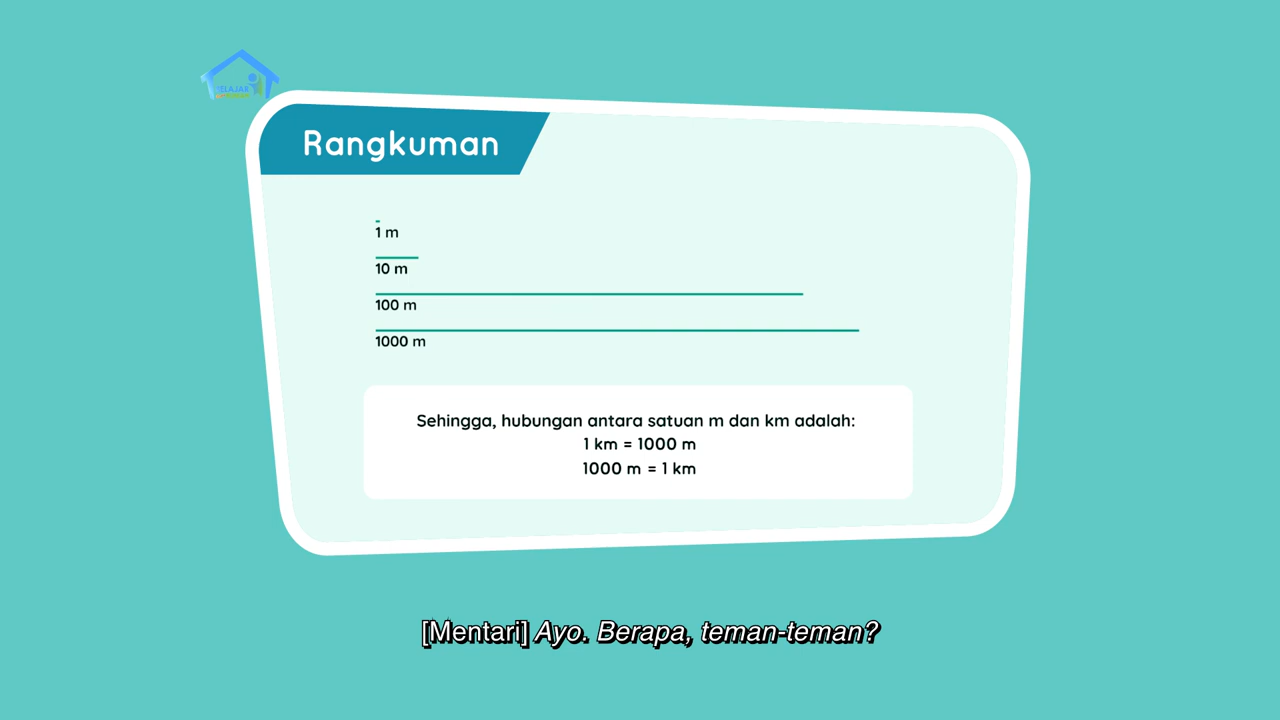 BELAJAR
Rangkuman
1 m
10 m
100 m
1000 m
Sehingga, hubungan antara satuan m dan km adalah:
1 km = 1000 m
1000 m = 1 km
[Mentari] Ayo. Berapa, teman-teman?